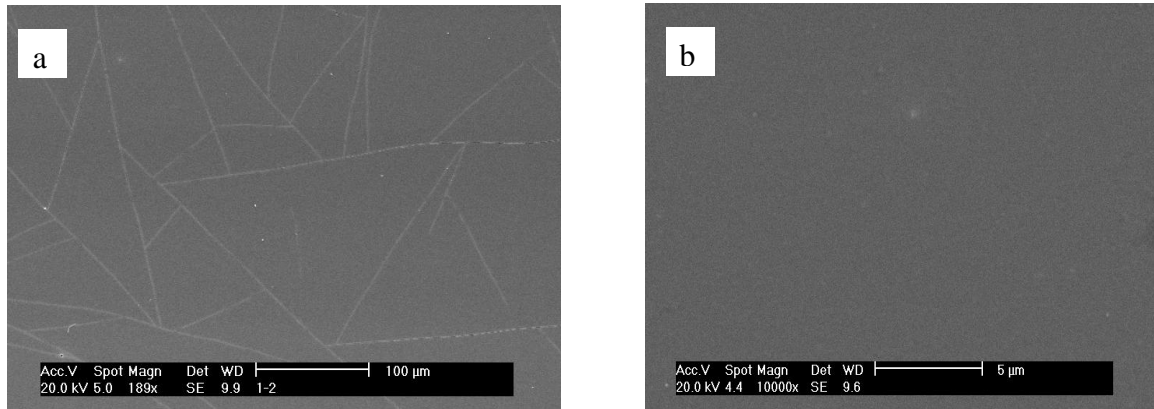 a
Acc.V Spot Magn Det WD 100 µm
20.0 kV 5.0 189x SE 9.9 1-2
b
Acc.V Spot Magn Det WD 5 µm
20.0 kV 4.4 10000x SE 9.6